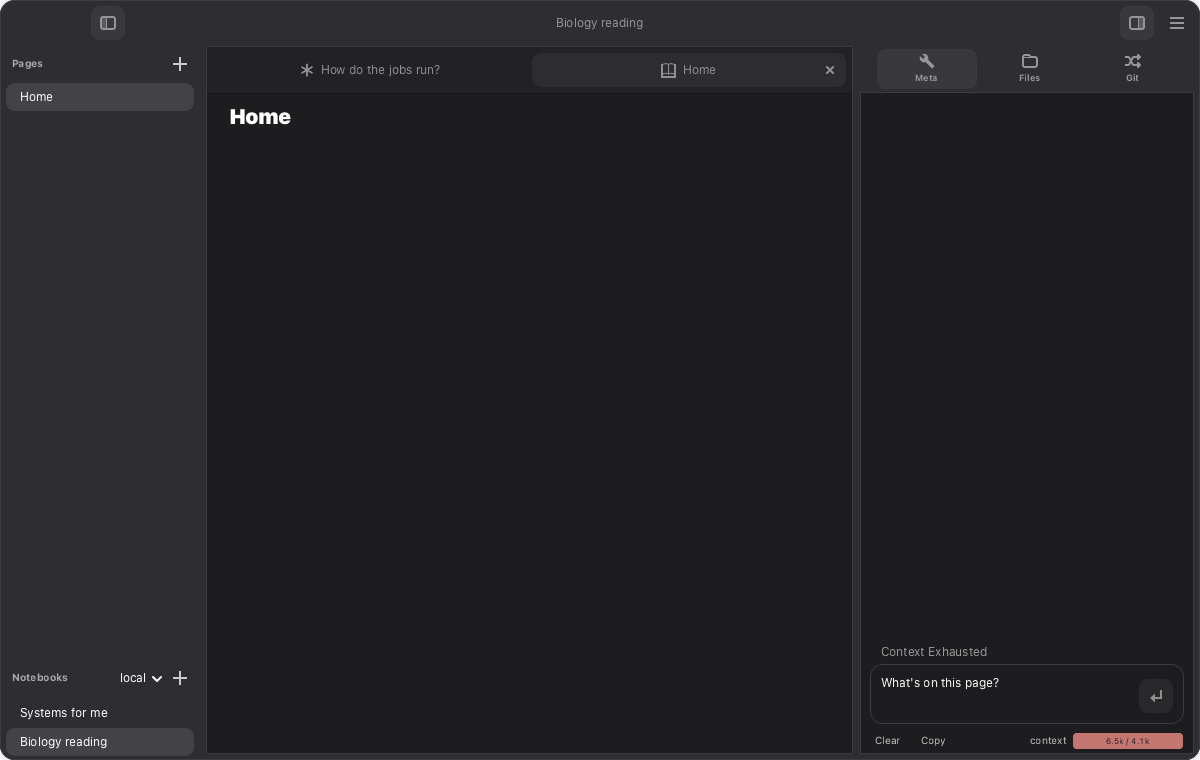 Biology reading
Pages
Home
How do the jobs run?
Home
Home
Meta
Files
Git
Notebooks
local
Systems for me
Biology reading
Context Exhausted
What's on this page?
Clear
Copy
context
6.5k / 4.1k